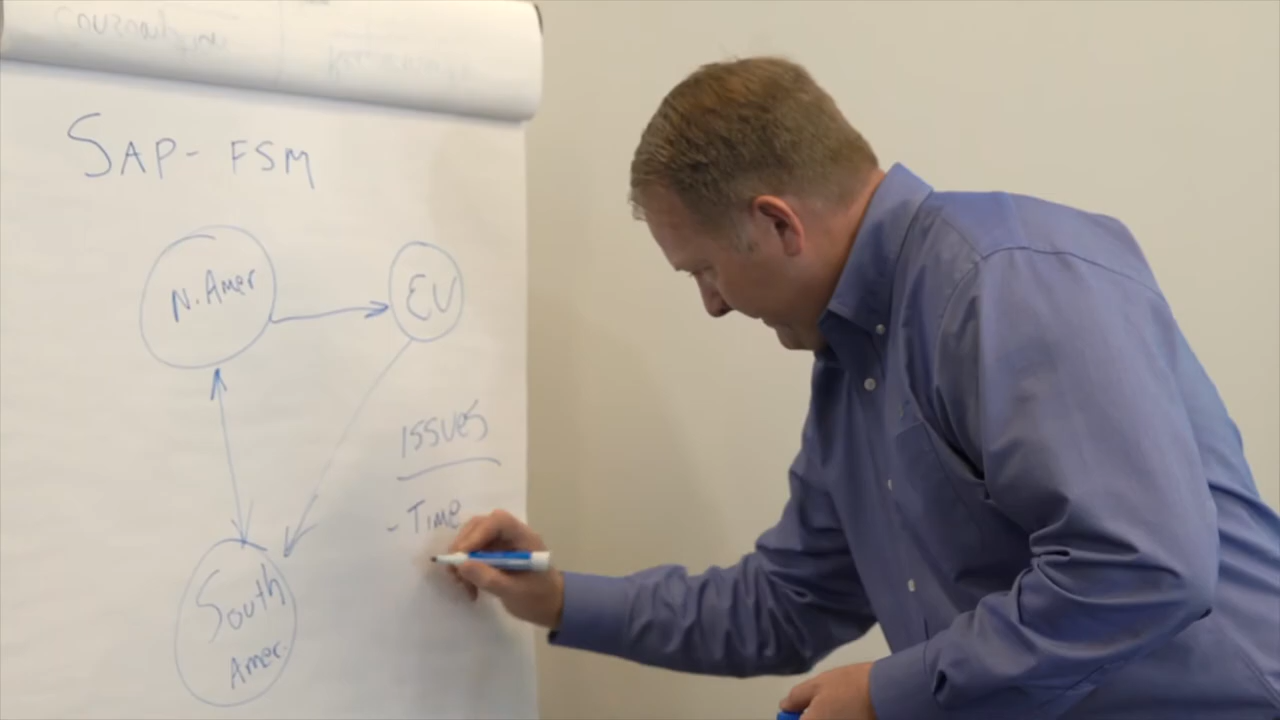 SAP- FSM
N. Amer
EU
ISSUES
- TIME
South
Amer.